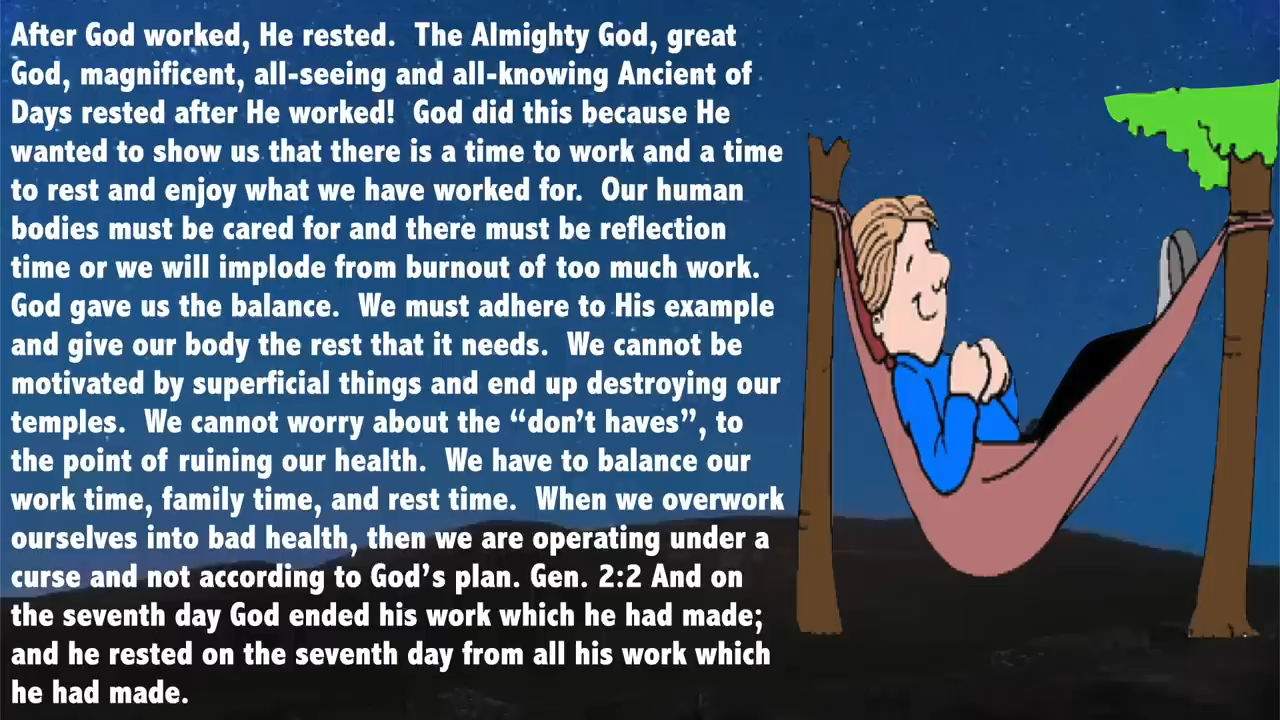 After God worked, He rested.  The Almighty God, great
God, magnificent, all-seeing and all-knowing Ancient of
Days rested after He worked!  God did this because He
wanted to show us that there is a time to work and a time
to rest and enjoy what we have worked for.  Our human
bodies must be cared for and there must be reflection
time or we will implode from burnout of too much work.
God gave us the balance.  We must adhere to His example
and give our body the rest that it needs.  We cannot be
motivated by superficial things and end up destroying our
temples.  We cannot worry about the “don’t haves”, to
the point of ruining our health.  We have to balance our
work time, family time, and rest time.  When we overwork
ourselves into bad health, then we are operating under a
curse and not according to God’s plan. Gen. 2:2 And on
the seventh day God ended his work which he had made;
and he rested on the seventh day from all his work which
he had made.